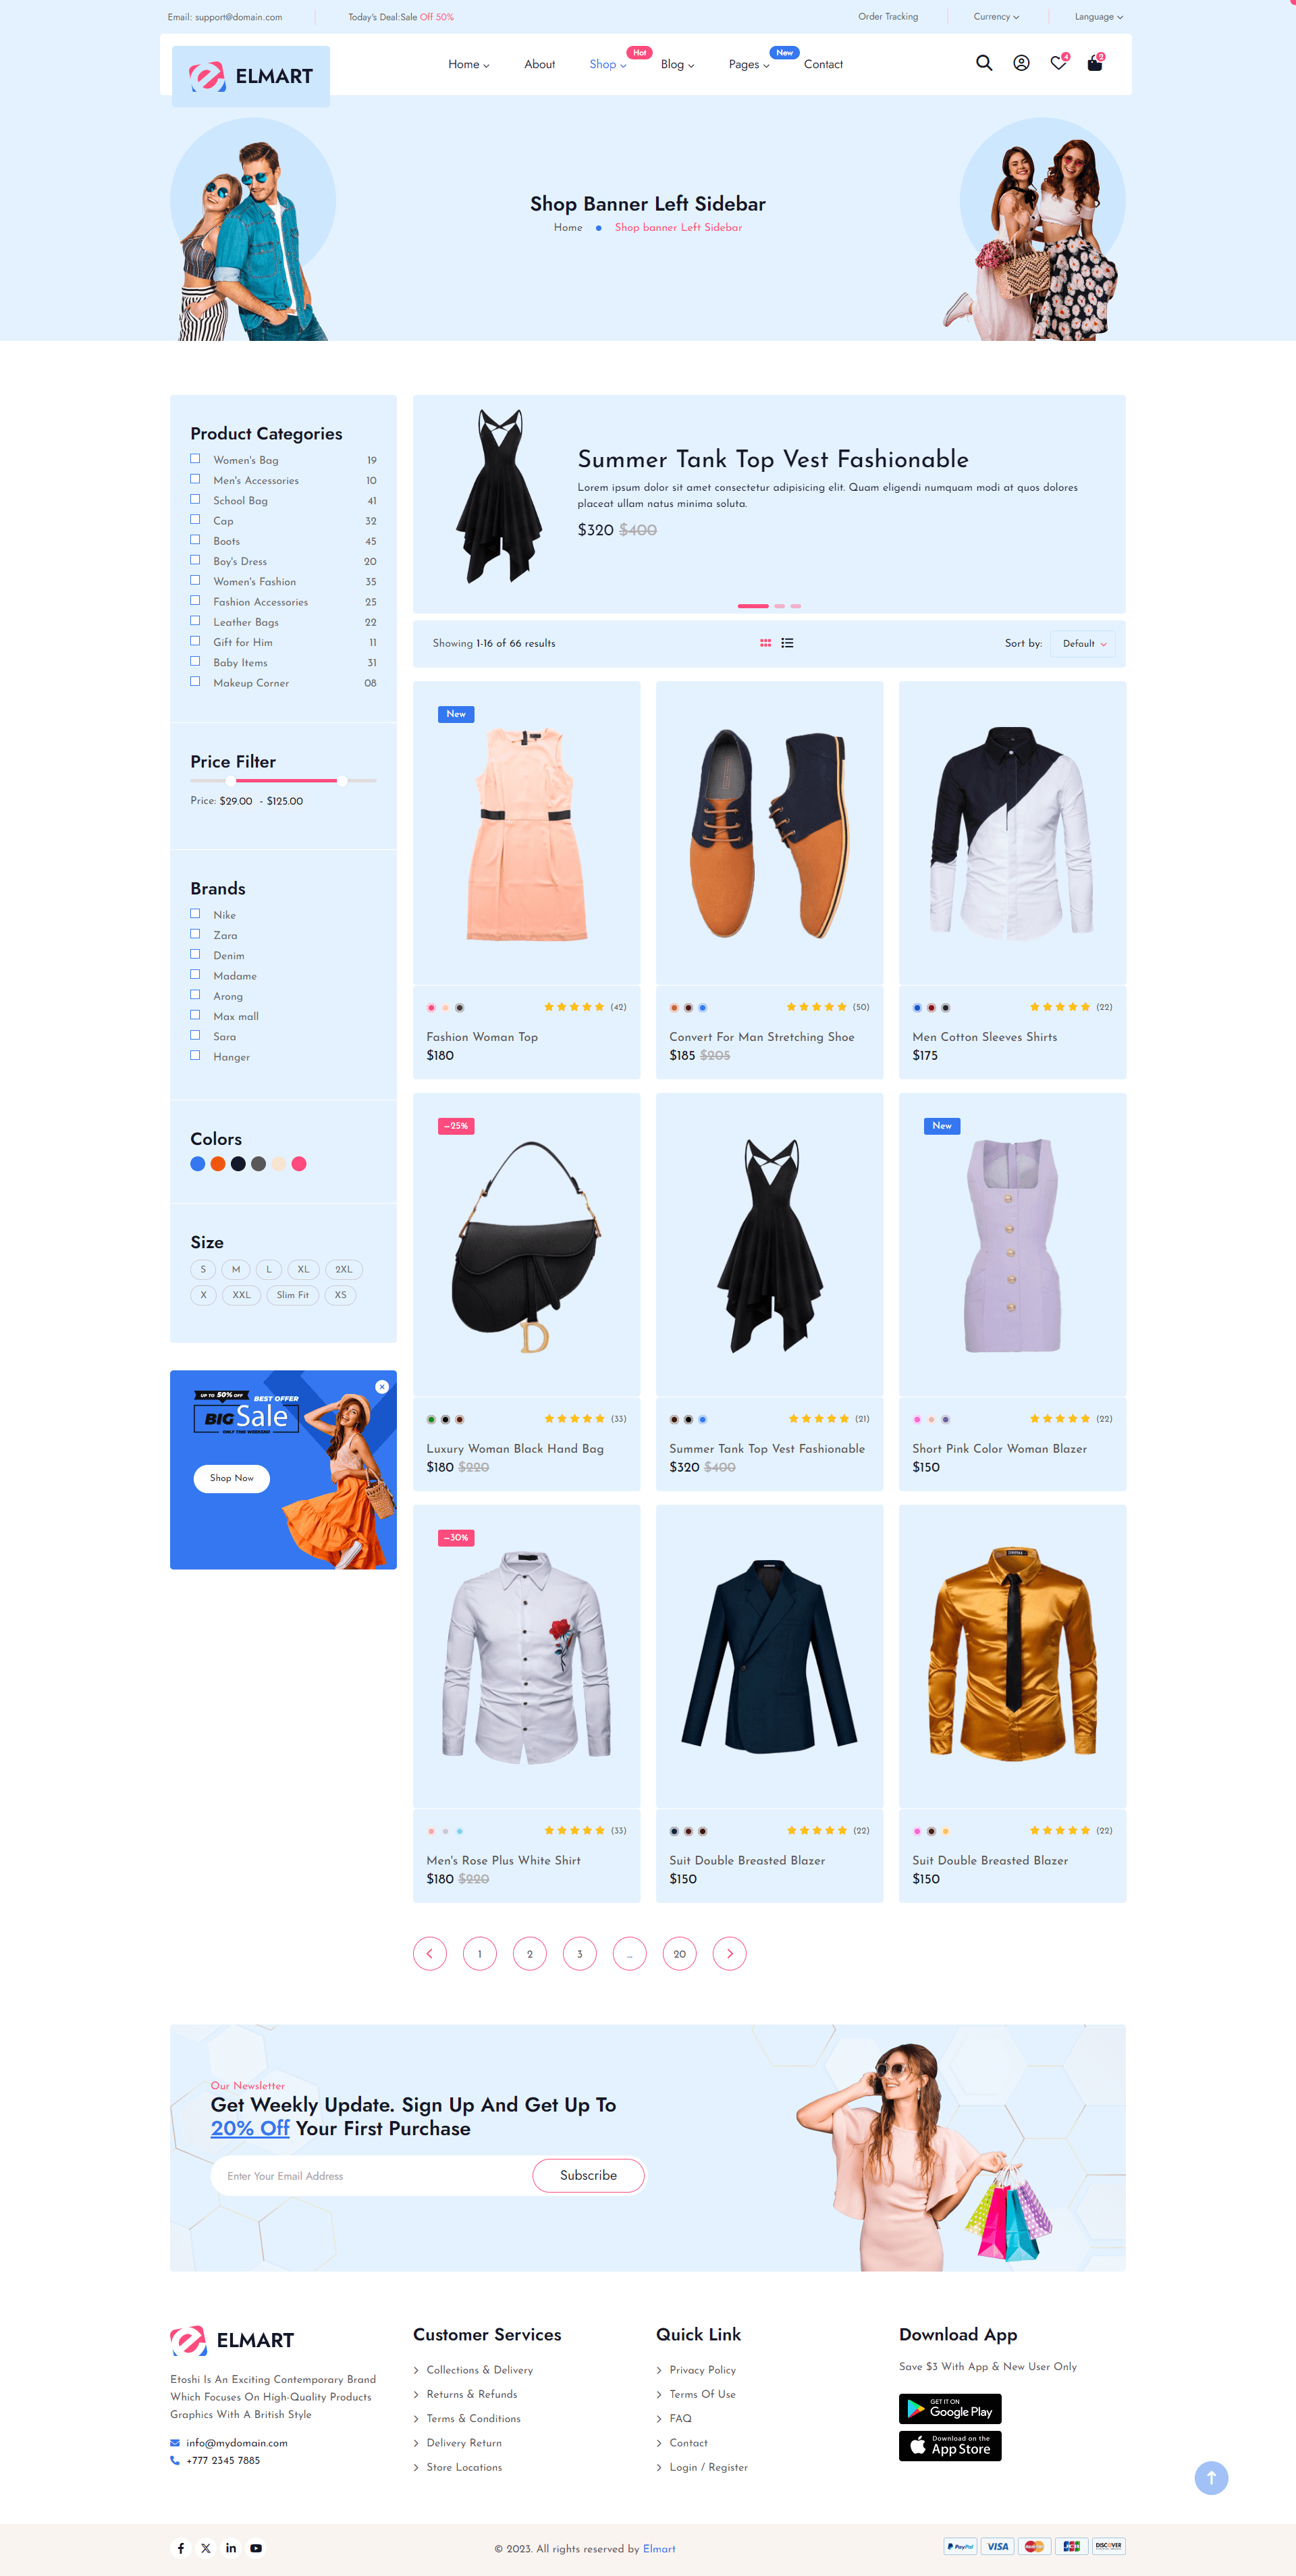 Email: support@domain.com
Today's Deal:Sale Off 50%
Order Tracking
Currency
Language
ELMART
Home
About
Shop
Hot
Blog
Pages
New
Contact
4
2
Shop Banner Left Sidebar
Home
Shop banner Left Sidebar
Product Categories
Women's Bag 19
Men's Accessories 10
School Bag 41
Cap 32
Boots 45
Boy's Dress 20
Women's Fashion 35
Fashion Accessories 25
Leather Bags 22
Gift for Him 11
Baby Items 31
Makeup Corner 08
Price Filter
Price: $29.00 - $125.00
Brands
Nike
Zara
Denim
Madame
Arong
Max mall
Sara
Hanger
Colors
Size
S M L XL 2XL
X XXL Slim Fit XS
UP TO 50% OFF
BEST OFFER
BIG Sale
ONLY THIS WEEKEND
Shop Now
Summer Tank Top Vest Fashionable
Lorem ipsum dolor sit amet consectetur adipisicing elit. Quam eligendi numquam modi at quos dolores
placeat ullam natus minima soluta.
$320 $400
Showing 1-16 of 66 results
Sort by: Default
New
(42)
Fashion Woman Top
$180
(50)
Convert For Man Stretching Shoe
$185 $205
(22)
Men Cotton Sleeves Shirts
$175
−25%
D
(33)
Luxury Woman Black Hand Bag
$180 $220
(21)
Summer Tank Top Vest Fashionable
$320 $400
New
(22)
Short Pink Color Woman Blazer
$150
−30%
(33)
Men's Rose Plus White Shirt
$180 $220
(22)
Suit Double Breasted Blazer
$150
(22)
Suit Double Breasted Blazer
$150
1 2 3 ... 20
Our Newsletter
Get Weekly Update. Sign Up And Get Up To
20% Off Your First Purchase
Enter Your Email Address
Subscribe
ELMART
Etoshi Is An Exciting Contemporary Brand
Which Focuses On High-Quality Products
Graphics With A British Style
info@mydomain.com
+777 2345 7885
Customer Services
Collections & Delivery
Returns & Refunds
Terms & Conditions
Delivery Return
Store Locations
Quick Link
Privacy Policy
Terms Of Use
FAQ
Contact
Login / Register
Download App
Save $3 With App & New User Only
GET IT ON
Google Play
Download on the
App Store
© 2023. All rights reserved by Elmart
PayPal
VISA
JCB
DISCOVER